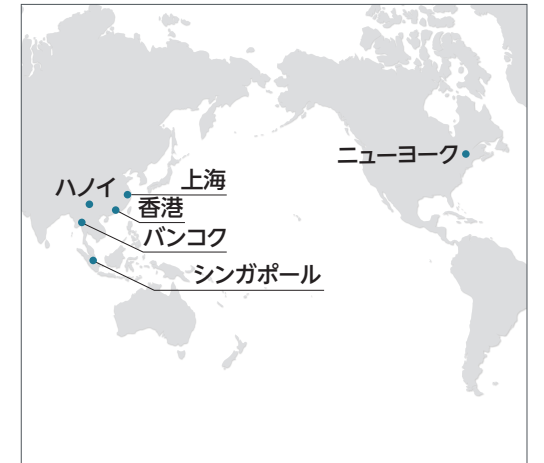 ニューヨーク
ハノイ
上海
香港
バンコク
シンガポール